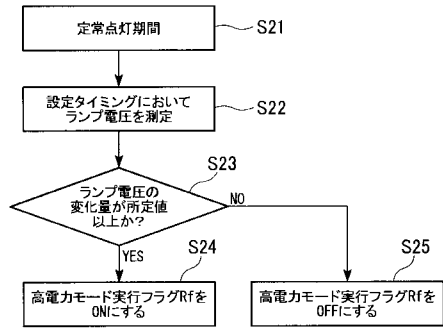 定常点灯期間
S21
設定タイミングにおいて
ランプ電圧を測定
S22
ランプ電圧の
変化量が所定値
以上か?
S23
NO
YES
S24
高電力モード実行フラグRfを
ONにする
S25
高電力モード実行フラグRfを
OFFにする